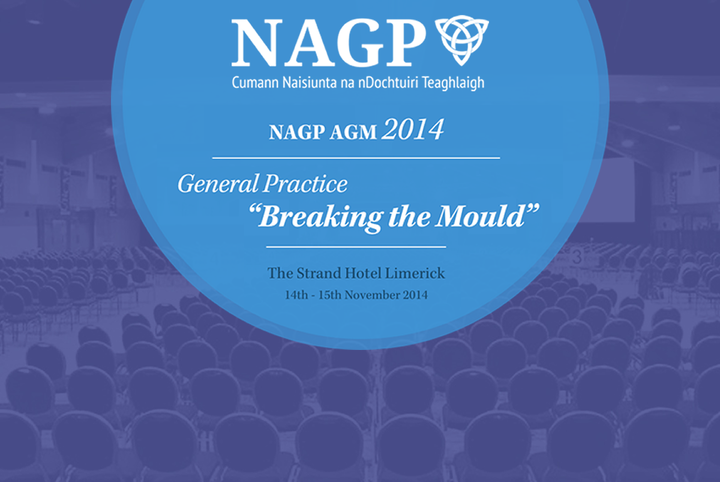 NAGP
Cumann Naisiunta na nDochtuiri Teaghlaigh
NAGP AGM 2014
General Practice
“Breaking the Mould”
The Strand Hotel Limerick
14th - 15th November 2014
3